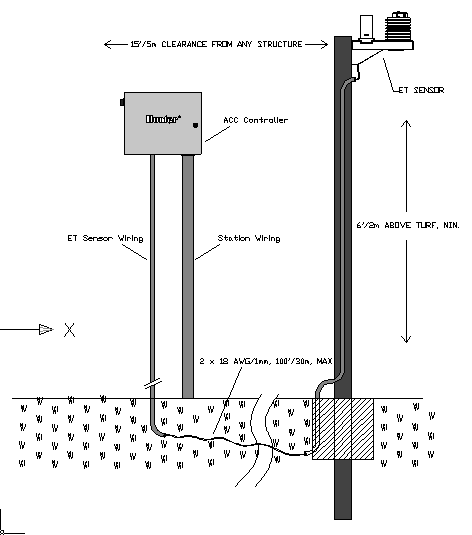 15'/5m CLEARANCE FROM ANY STRUCTURE
ET SENSOR
Hunter®
ACC Controller
6'/2m ABOVE TURF, MIN.
ET Sensor Wiring
Station Wiring
X
2 x 18 AWG/1mm, 100'/30m, MAX